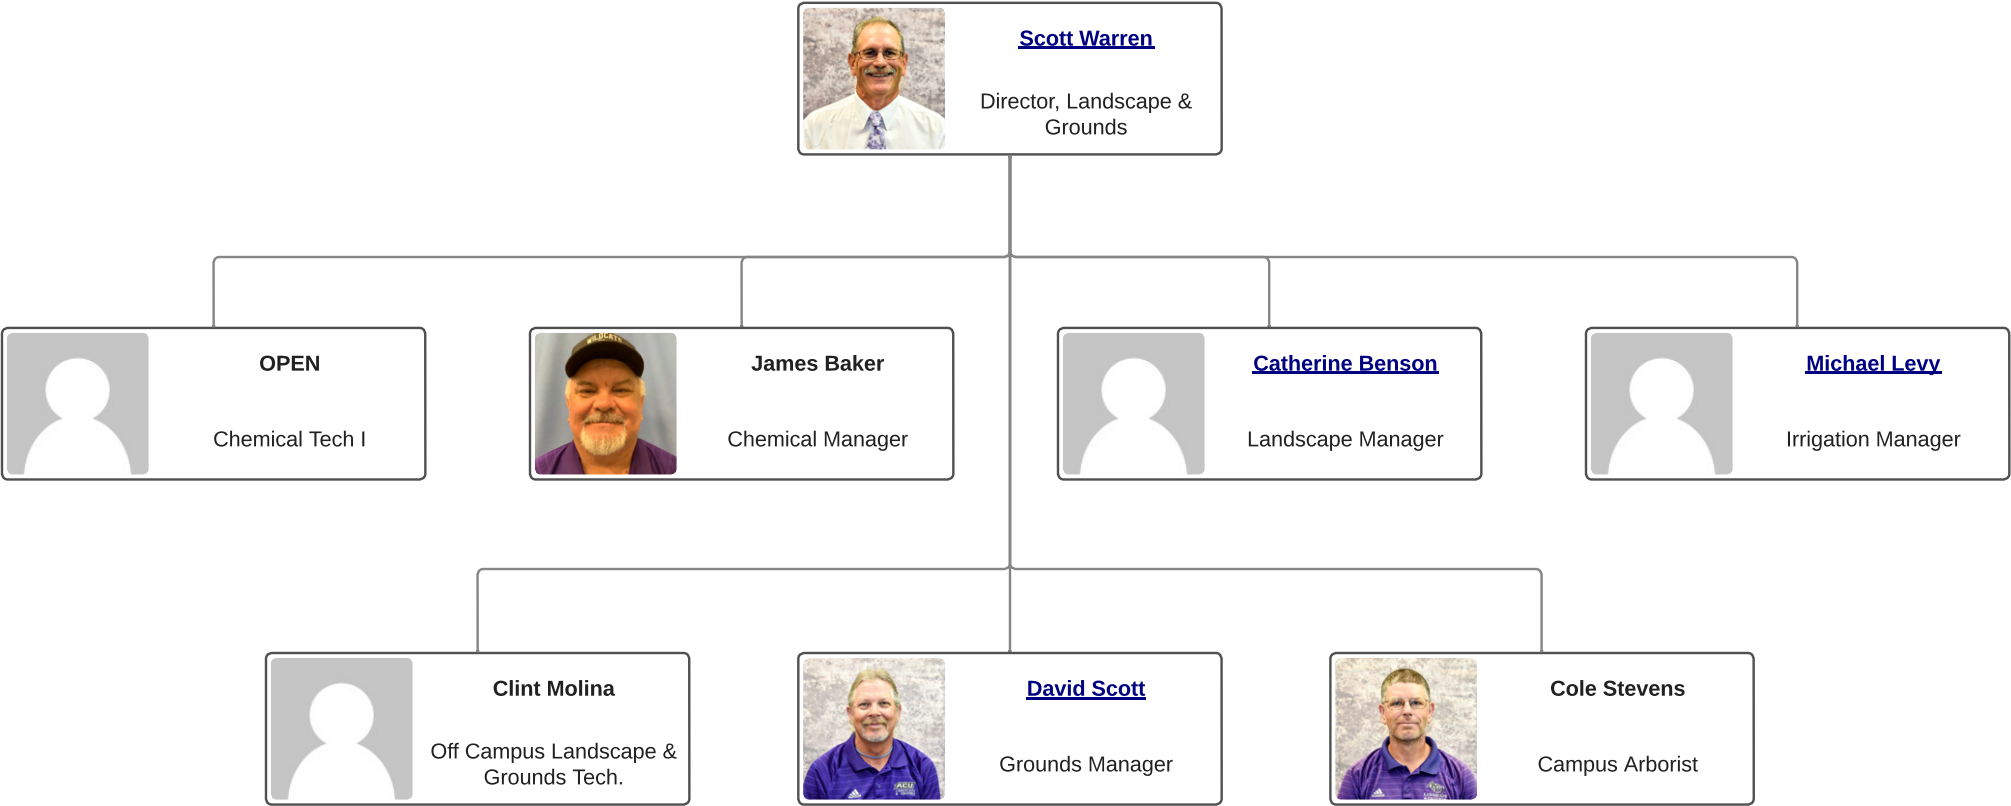 Scott Warren
Director, Landscape &
Grounds
OPEN
Chemical Tech I
James Baker
Chemical Manager
Catherine Benson
Landscape Manager
Michael Levy
Irrigation Manager
Clint Molina
Off Campus Landscape &
Grounds Tech.
David Scott
Grounds Manager
ACU
Cole Stevens
Campus Arborist